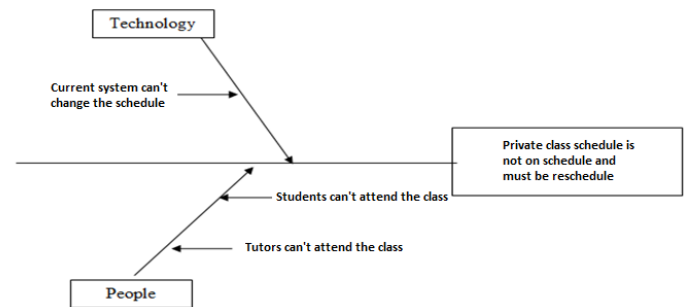 Technology
Current system can't
change the schedule
Private class schedule is
not on schedule and
must be reschedule
Students can't attend the class
Tutors can't attend the class
People